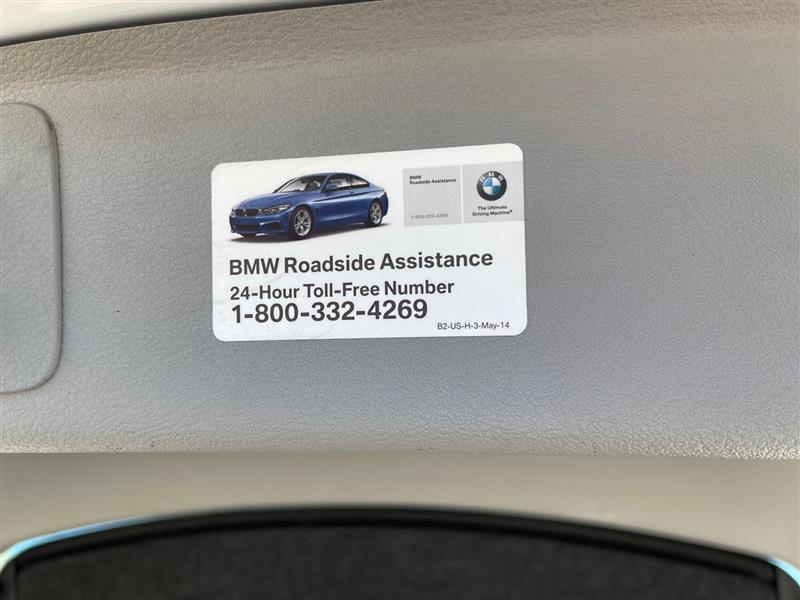 BMW
Roadside Assistance
1-800-332-4269
BMW
The Ultimate
Driving Machine®
BMW Roadside Assistance
24-Hour Toll-Free Number
1-800-332-4269
B2-US-H-3-May-14